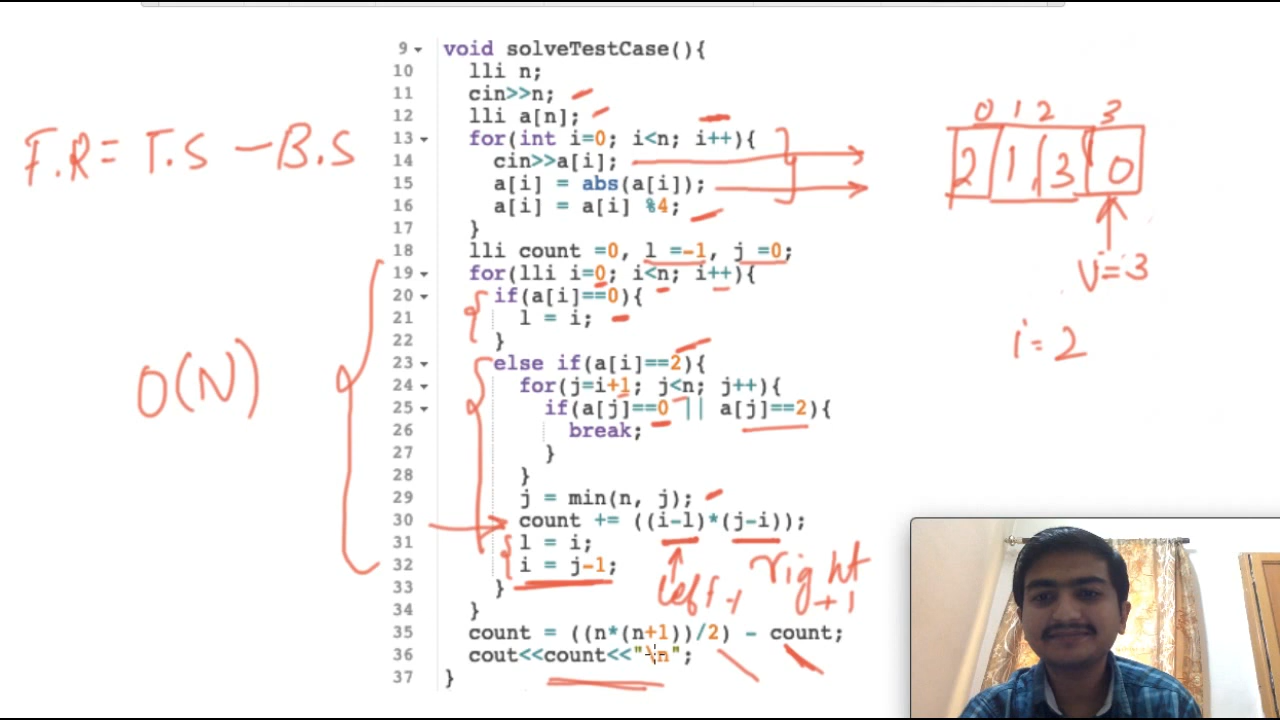 9 void solveTestCase(){
10 lli n;
11 cin>>n;
12 lli a[n];
13 for(int i=0; i<n; i++){
14 cin>>a[i];
15 a[i] = abs(a[i]);
16 a[i] = a[i] %4;
17 }
18 lli count =0, l =-1, j =0;
19 for(lli i=0; i<n; i++){
20 if(a[i]==0){
21 l = i;
22 }
23 else if(a[i]==2){
24 for(j=i+1; j<n; j++){
25 if(a[j]==0 || a[j]==2){
26 break;
27 }
28 }
29 j = min(n, j);
30 count += ((i-l)*(j-i));
31 l = i;
32 i = j-1;
33 }
34 }
35 count = ((n*(n+1))/2) - count;
36 cout<<count<<"\n";
37 }
F.R = T.S - B.S
O(N)
left-1
right
+1
0 1 2 3
2 1 3 0
V=3
i=2